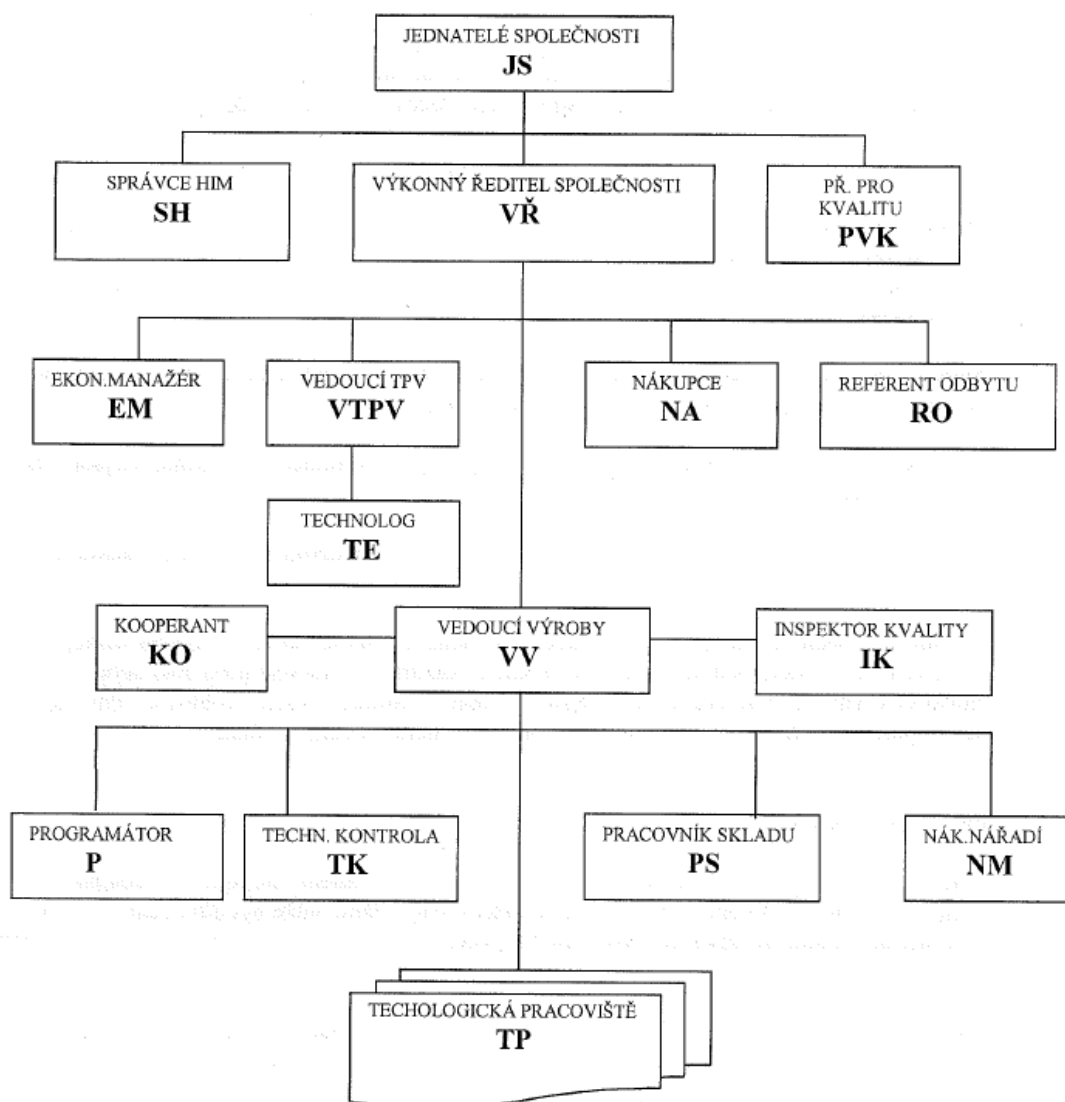 JEDNATELÉ SPOLEČNOSTI
JS
SPRÁVCE HIM
SH
VÝKONNÝ ŘEDITEL SPOLEČNOSTI
VŘ
PŘ. PRO
KVALITU
PVK
EKON.MANAŽÉR
EM
VEDOUCÍ TPV
VTPV
NÁKUPCE
NA
REFERENT ODBYTU
RO
TECHNOLOG
TE
KOOPERANT
KO
VEDOUCÍ VÝROBY
VV
INSPEKTOR KVALITY
IK
PROGRAMÁTOR
P
TECHN. KONTROLA
TK
PRACOVNÍK SKLADU
PS
NÁK.NÁŘADÍ
NM
TECHOLOGICKÁ PRACOVIŠTĚ
TP